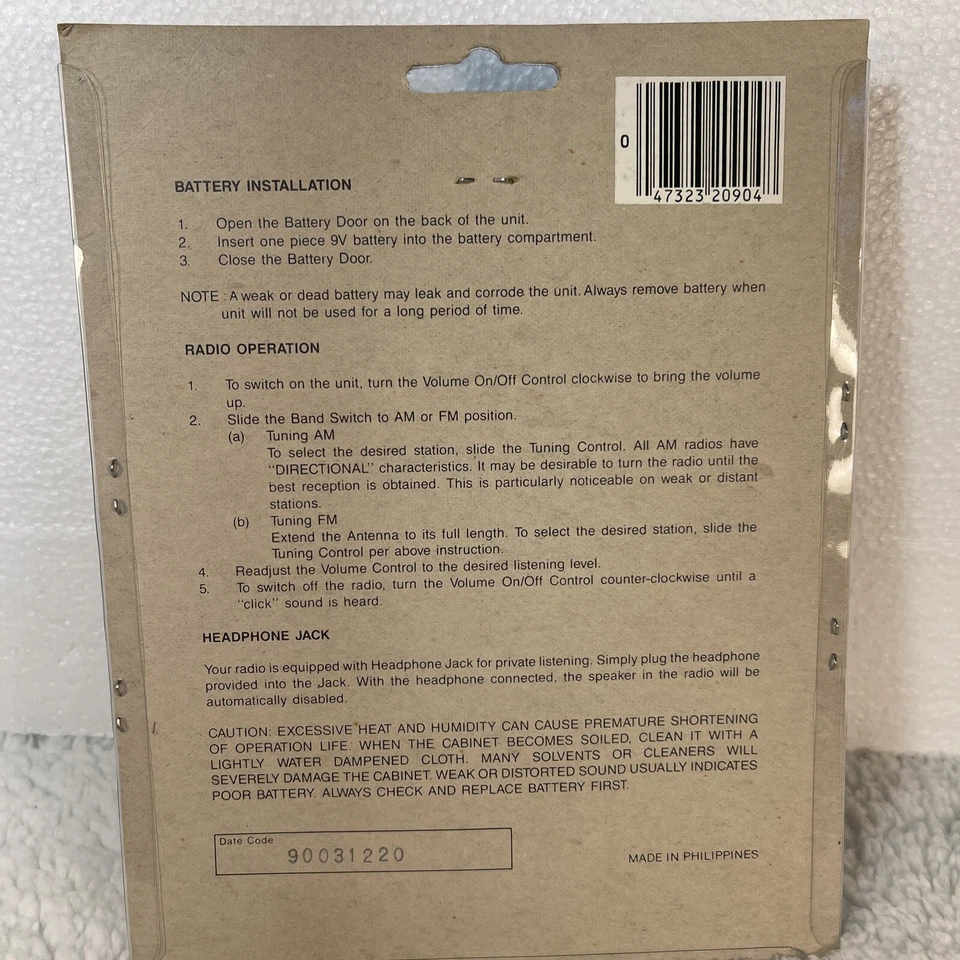 0
47323 20904
BATTERY INSTALLATION
1. Open the Battery Door on the back of the unit.
2. Insert one piece 9V battery into the battery compartment.
3. Close the Battery Door.
NOTE : A weak or dead battery may leak and corrode the unit. Always remove battery when
unit will not be used for a long period of time.
RADIO OPERATION
1. To switch on the unit, turn the Volume On/Off Control clockwise to bring the volume
up.
2. Slide the Band Switch to AM or FM position.
(a) Tuning AM
To select the desired station, slide the Tuning Control. All AM radios have
"DIRECTIONAL" characteristics. It may be desirable to turn the radio until the
best reception is obtained. This is particularly noticeable on weak or distant
stations.
(b) Tuning FM
Extend the Antenna to its full length. To select the desired station, slide the
Tuning Control per above instruction.
4. Readjust the Volume Control to the desired listening level.
5. To switch off the radio, turn the Volume On/Off Control counter-clockwise until a
"click" sound is heard.
HEADPHONE JACK
Your radio is equipped with Headphone Jack for private listening. Simply plug the headphone
provided into the Jack. With the headphone connected, the speaker in the radio will be
automatically disabled.
CAUTION: EXCESSIVE HEAT AND HUMIDITY CAN CAUSE PREMATURE SHORTENING
OF OPERATION LIFE. WHEN THE CABINET BECOMES SOILED, CLEAN IT WITH A
LIGHTLY WATER DAMPENED CLOTH. MANY SOLVENTS OR CLEANERS WILL
SEVERELY DAMAGE THE CABINET. WEAK OR DISTORTED SOUND USUALLY INDICATES
POOR BATTERY. ALWAYS CHECK AND REPLACE BATTERY FIRST.
Date Code
90031220
MADE IN PHILIPPINES